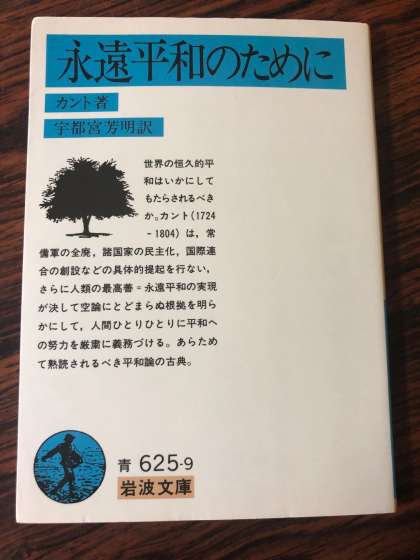 永遠平和のために
カント著
宇都宮芳明訳
世界の恒久的平
和はいかにして
もたらされるべき
か。カント(1724
-1804)は，常
備軍の全廃，諸国家の民主化，国際連
合の創設などの具体的提起を行ない，
さらに人類の最高善＝永遠平和の実現
が決して空論にとどまらぬ根拠を明ら
かにして，人間ひとりひとりに平和へ
の努力を厳粛に義務づける。あらため
て熟読されるべき平和論の古典。
青 625-9
岩波文庫